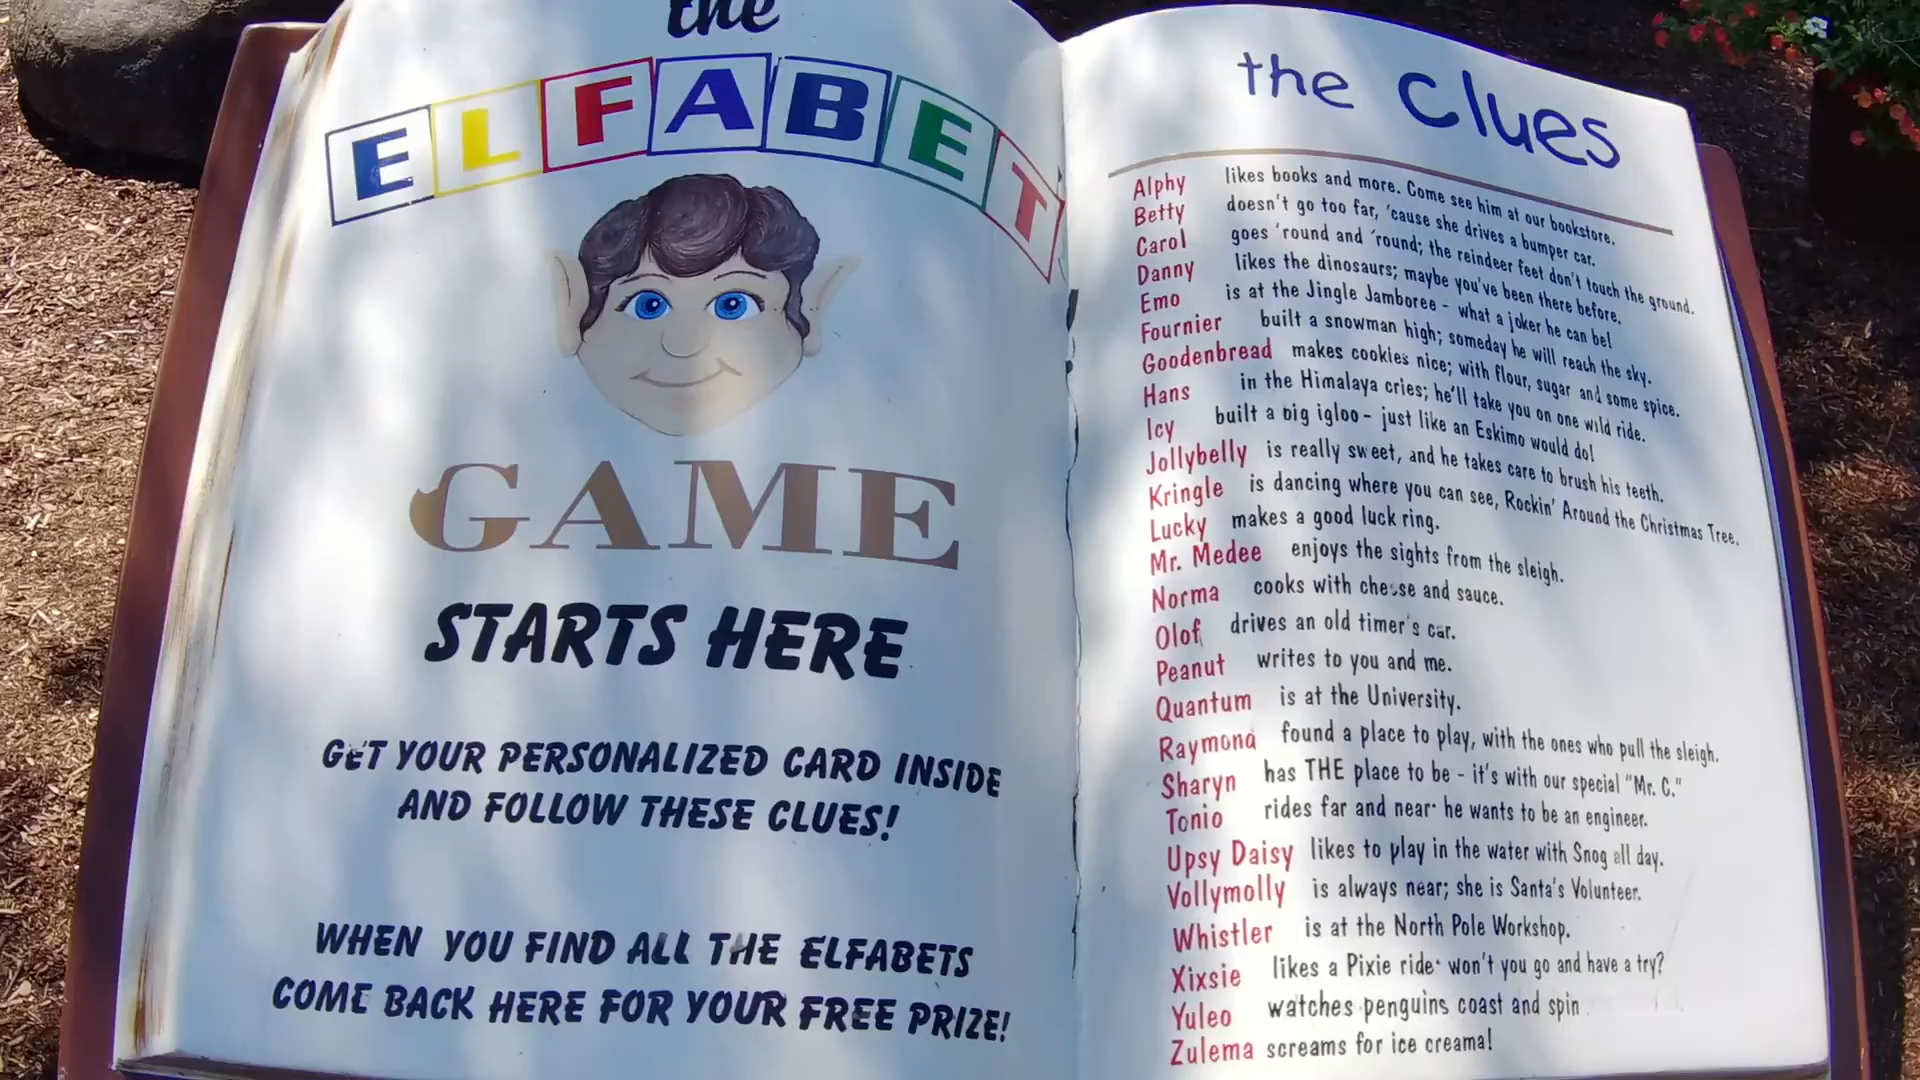 the
ELFABET
GAME
STARTS HERE
GET YOUR PERSONALIZED CARD INSIDE
AND FOLLOW THESE CLUES!
WHEN YOU FIND ALL THE ELFABETS
COME BACK HERE FOR YOUR FREE PRIZE!
the clues
Alphy likes books and more. Come see him at our bookstore.
Betty doesn't go too far, 'cause she drives a bumper car.
Carol goes 'round and 'round; the reindeer feet don't touch the ground.
Danny likes the dinosaurs; maybe you've been there before.
Emo is at the Jingle Jamboree - what a joker he can be!
Fournier built a snowman high; someday he will reach the sky.
Goodenbread makes cookies nice; with flour, sugar and some spice.
Hans in the Himalaya cries; he'll take you on one wild ride.
Icy built a big igloo - just like an Eskimo would do!
Jollybelly is really sweet, and he takes care to brush his teeth.
Kringle is dancing where you can see, Rockin' Around the Christmas Tree.
Lucky makes a good luck ring.
Mr. Medee enjoys the sights from the sleigh.
Norma cooks with cheese and sauce.
Olof drives an old timer's car.
Peanut writes to you and me.
Quantum is at the University.
Raymond found a place to play, with the ones who pull the sleigh.
Sharyn has THE place to be - it's with our special "Mr. C."
Tonio rides far and near; he wants to be an engineer.
Upsy Daisy likes to play in the water with Snog all day.
Vollymolly is always near; she is Santa's Volunteer.
Whistler is at the North Pole Workshop.
Xixsie likes a Pixie ride; won't you go and have a try?
Yuleo watches penguins coast and spin
Zulema screams for ice creama!